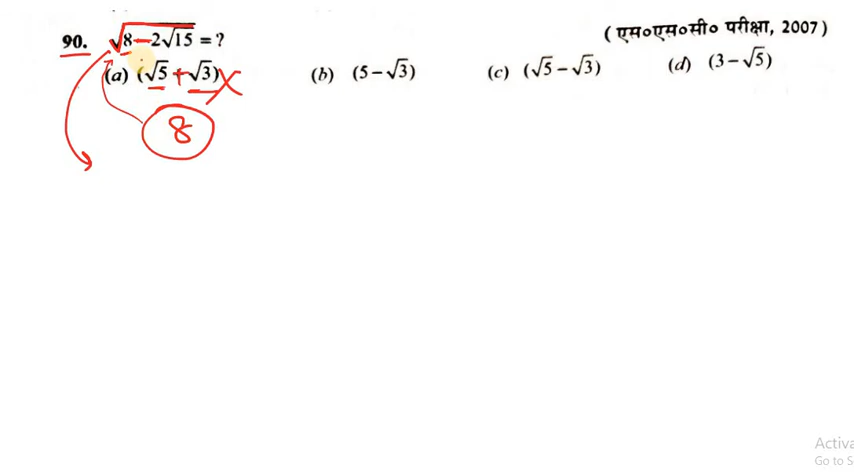 90. √8−2√15 = ? (एस०एस०सी० परीक्षा, 2007)
(a) (√5 + √3) × (b) (5−√3) (c) (√5−√3) (d) (3−√5)
8
Activa
Go to S